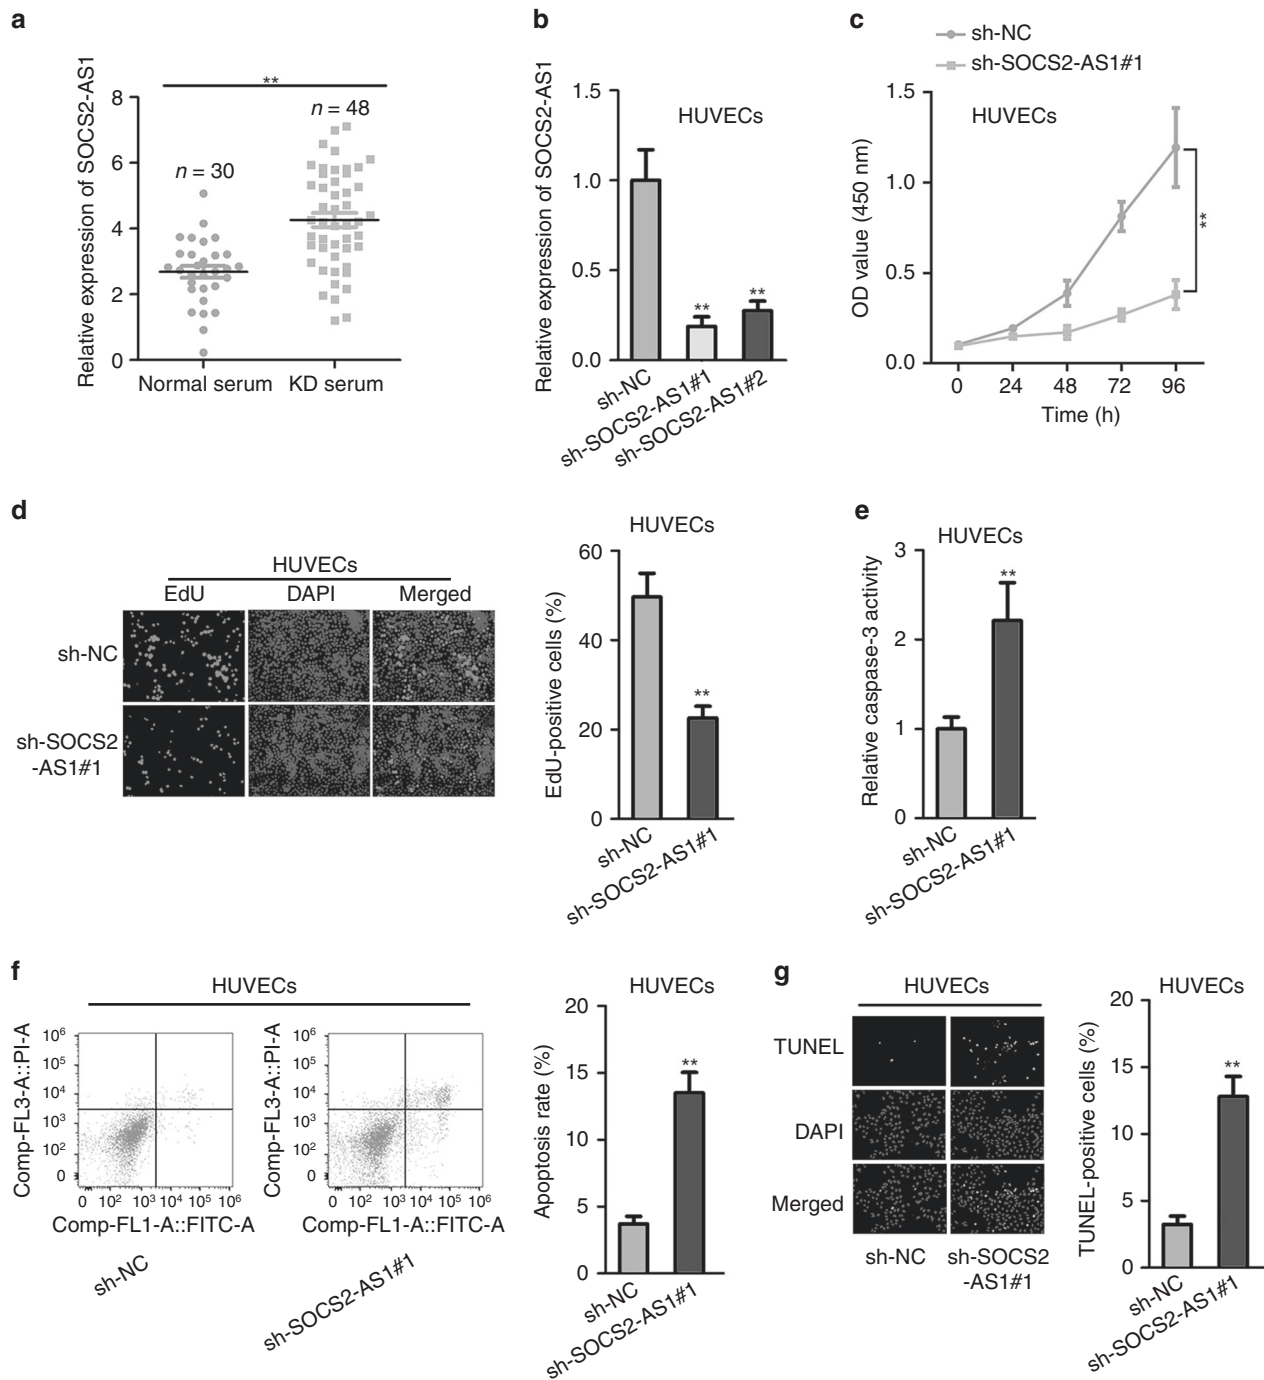 a
Relative expression of SOCS2-AS1
**
8
6
4
2
0
n = 30
n = 48
Normal serum
KD serum
b
Relative expression of SOCS2-AS1
HUVECs
1.5
1.0
0.5
0.0
**
**
sh-NC
sh-SOCS2-AS1#1
sh-SOCS2-AS1#2
c
sh-NC
sh-SOCS2-AS1#1
HUVECs
OD value (450 nm)
1.5
1.0
0.5
0.0
**
0 24 48 72 96
Time (h)
d
HUVECs
EdU DAPI Merged
sh-NC
sh-SOCS2
-AS1#1
HUVECs
EdU-positive cells (%)
60
40
20
0
**
sh-NC
sh-SOCS2-AS1#1
e
HUVECs
Relative caspase-3 activity
3
2
1
0
**
sh-NC
sh-SOCS2-AS1#1
f
HUVECs
Comp-FL3-A::PI-A
10⁶
10⁵
10⁴
10³
10²
0
0 10² 10³ 10⁴ 10⁵ 10⁶
Comp-FL1-A::FITC-A
sh-NC
Comp-FL3-A::PI-A
10⁶
10⁵
10⁴
10³
10²
0
0 10² 10³ 10⁴ 10⁵ 10⁶
Comp-FL1-A::FITC-A
sh-SOCS2-AS1#1
HUVECs
Apoptosis rate (%)
20
15
10
5
0
**
sh-NC
sh-SOCS2-AS1#1
g
HUVECs
TUNEL
DAPI
Merged
sh-NC
sh-SOCS2
-AS1#1
HUVECs
TUNEL-positive cells (%)
20
15
10
5
0
**
sh-NC
sh-SOCS2-AS1#1